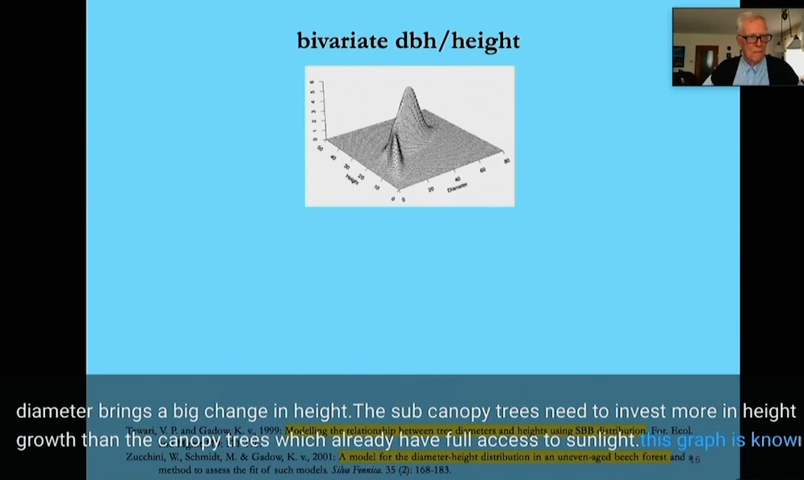 bivariate dbh/height
Height
Diameter
diameter brings a big change in height.The sub canopy trees need to invest more in height
growth than the canopy trees which already have full access to sunlight.this graph is know
Tewari, V. P. and Gadow, K. v., 1999: Modelling the relationship between tree diameters and heights using SBB distribution. For. Ecol.
Zucchini, W., Schmidt, M. & Gadow, K. v., 2001: A model for the diameter-height distribution in an uneven-aged beech forest and a
method to assess the fit of such models. Silva Fennica. 35 (2): 168-183.